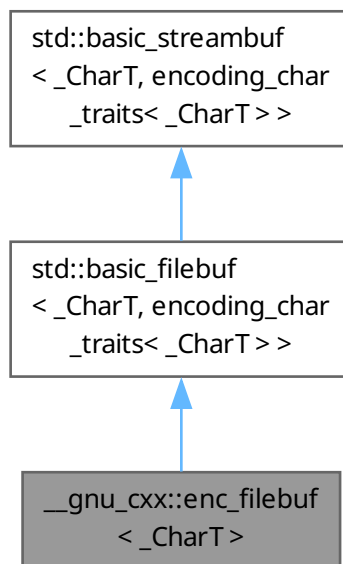 std::basic_streambuf
< _CharT, encoding_char
_traits< _CharT > >
std::basic_filebuf
< _CharT, encoding_char
_traits< _CharT > >
__gnu_cxx::enc_filebuf
< _CharT >